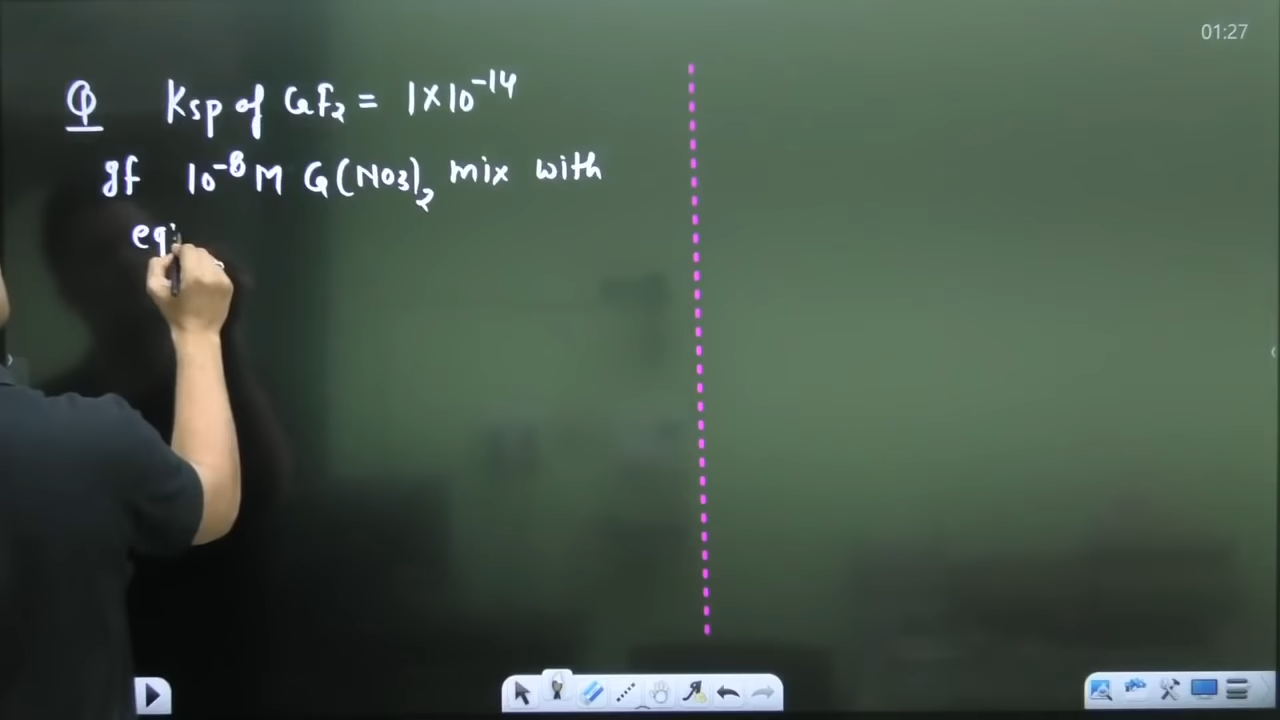 01:27
Q Ksp of CaF₂ = 1×10⁻¹⁴
If 10⁻⁸ M Ca(NO3)₂ mix with
eq